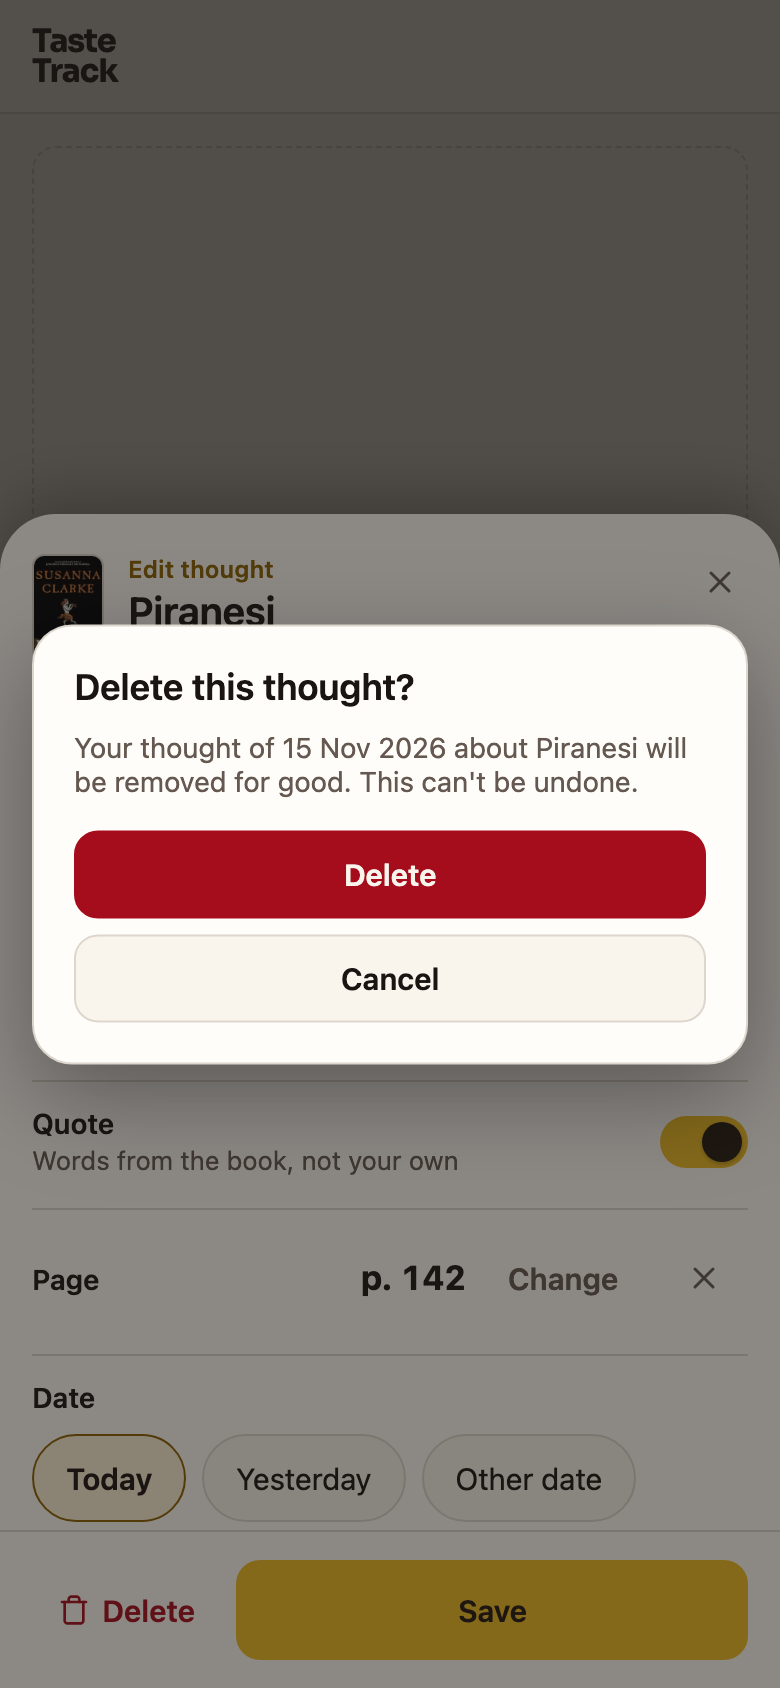 Taste
Track
SUSANNA
CLARKE
Edit thought
Piranesi
Delete this thought?
Your thought of 15 Nov 2026 about Piranesi will
be removed for good. This can't be undone.
Delete
Cancel
Quote
Words from the book, not your own
Page
p. 142
Change
Date
Today
Yesterday
Other date
Delete
Save